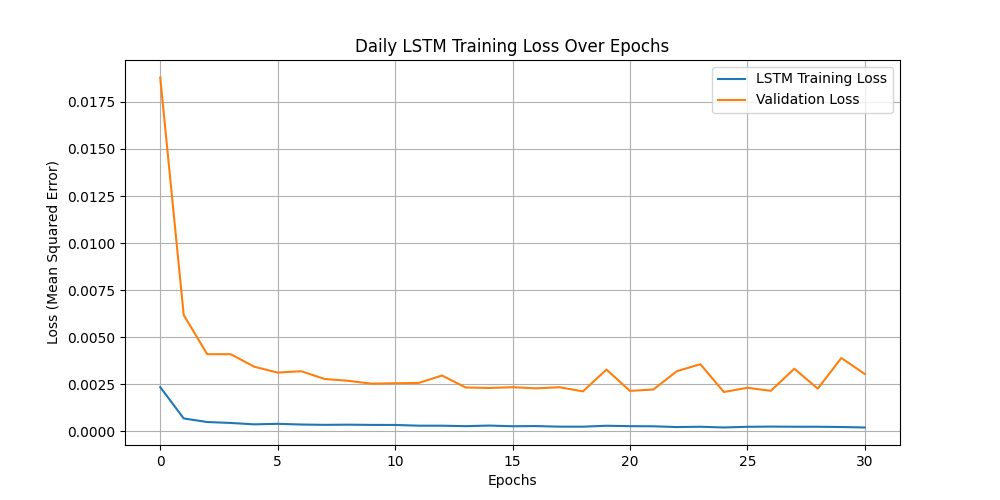 Daily LSTM Training Loss Over Epochs
LSTM Training Loss
Validation Loss
Loss (Mean Squared Error)
0.0175
0.0150
0.0125
0.0100
0.0075
0.0050
0.0025
0.0000
0 5 10 15 20 25 30
Epochs